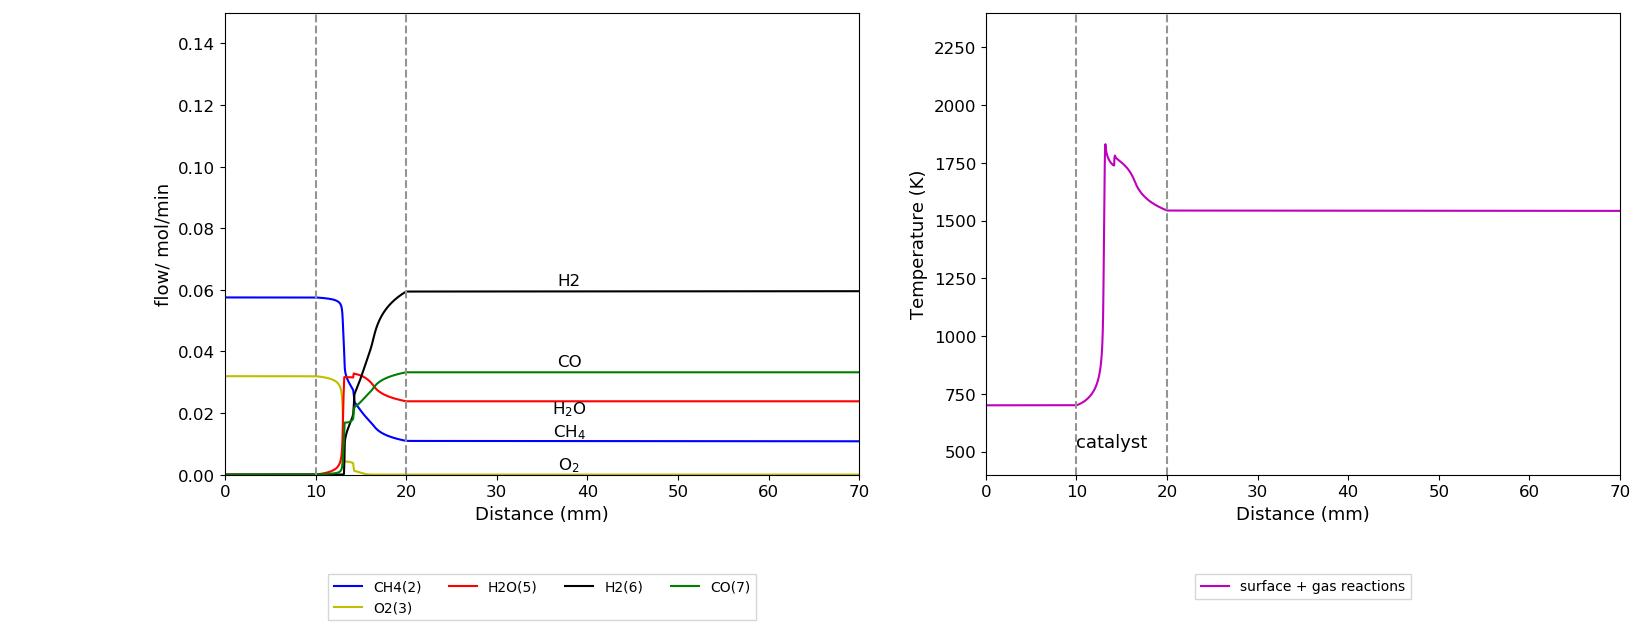 flow/ mol/min
0.14
0.12
0.10
0.08
0.06
0.04
0.02
0.00
H2
CO
H₂O
CH₄
O₂
0 10 20 30 40 50 60 70
Distance (mm)
CH4(2) H2O(5) H2(6) CO(7)
O2(3)
Temperature (K)
2250
2000
1750
1500
1250
1000
750
500
catalyst
0 10 20 30 40 50 60 70
Distance (mm)
surface + gas reactions